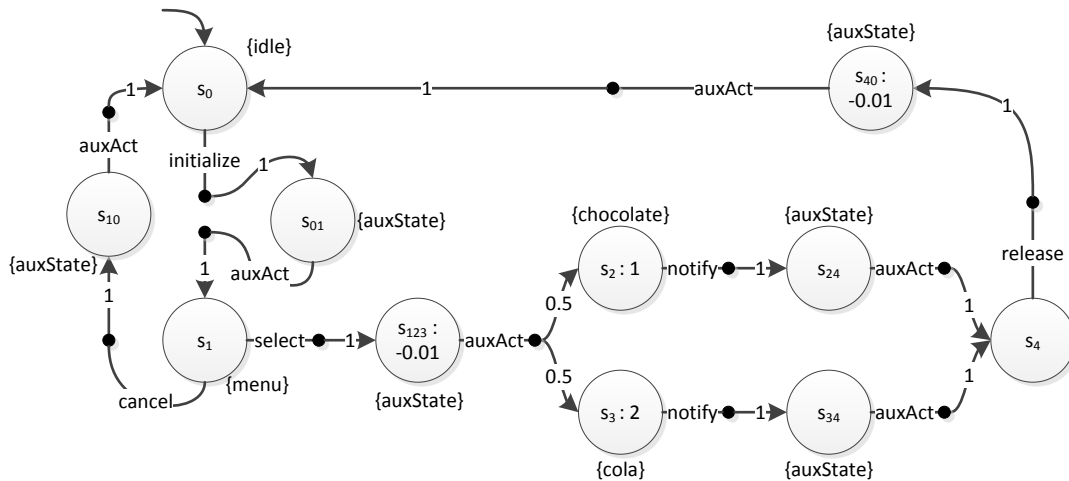 {idle}
{auxState}
s0
1
1
auxAct
s40 :
-0.01
1
auxAct
initialize
1
s10
s01
{auxState}
{auxState}
{chocolate}
{auxState}
1
auxAct
s2 : 1
notify
1
s24
auxAct
release
1
0.5
1
s1
select
1
s123 :
-0.01
auxAct
s4
{menu}
0.5
1
cancel
{auxState}
s3 : 2
notify
1
s34
auxAct
{cola}
{auxState}